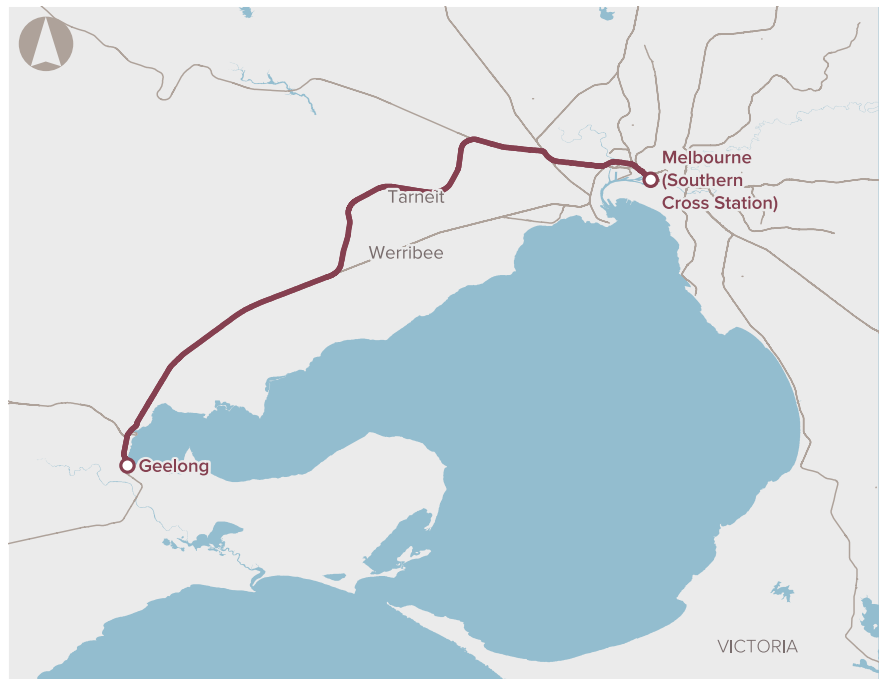 Melbourne
(Southern
Cross Station)
Tarneit
Werribee
Geelong
VICTORIA